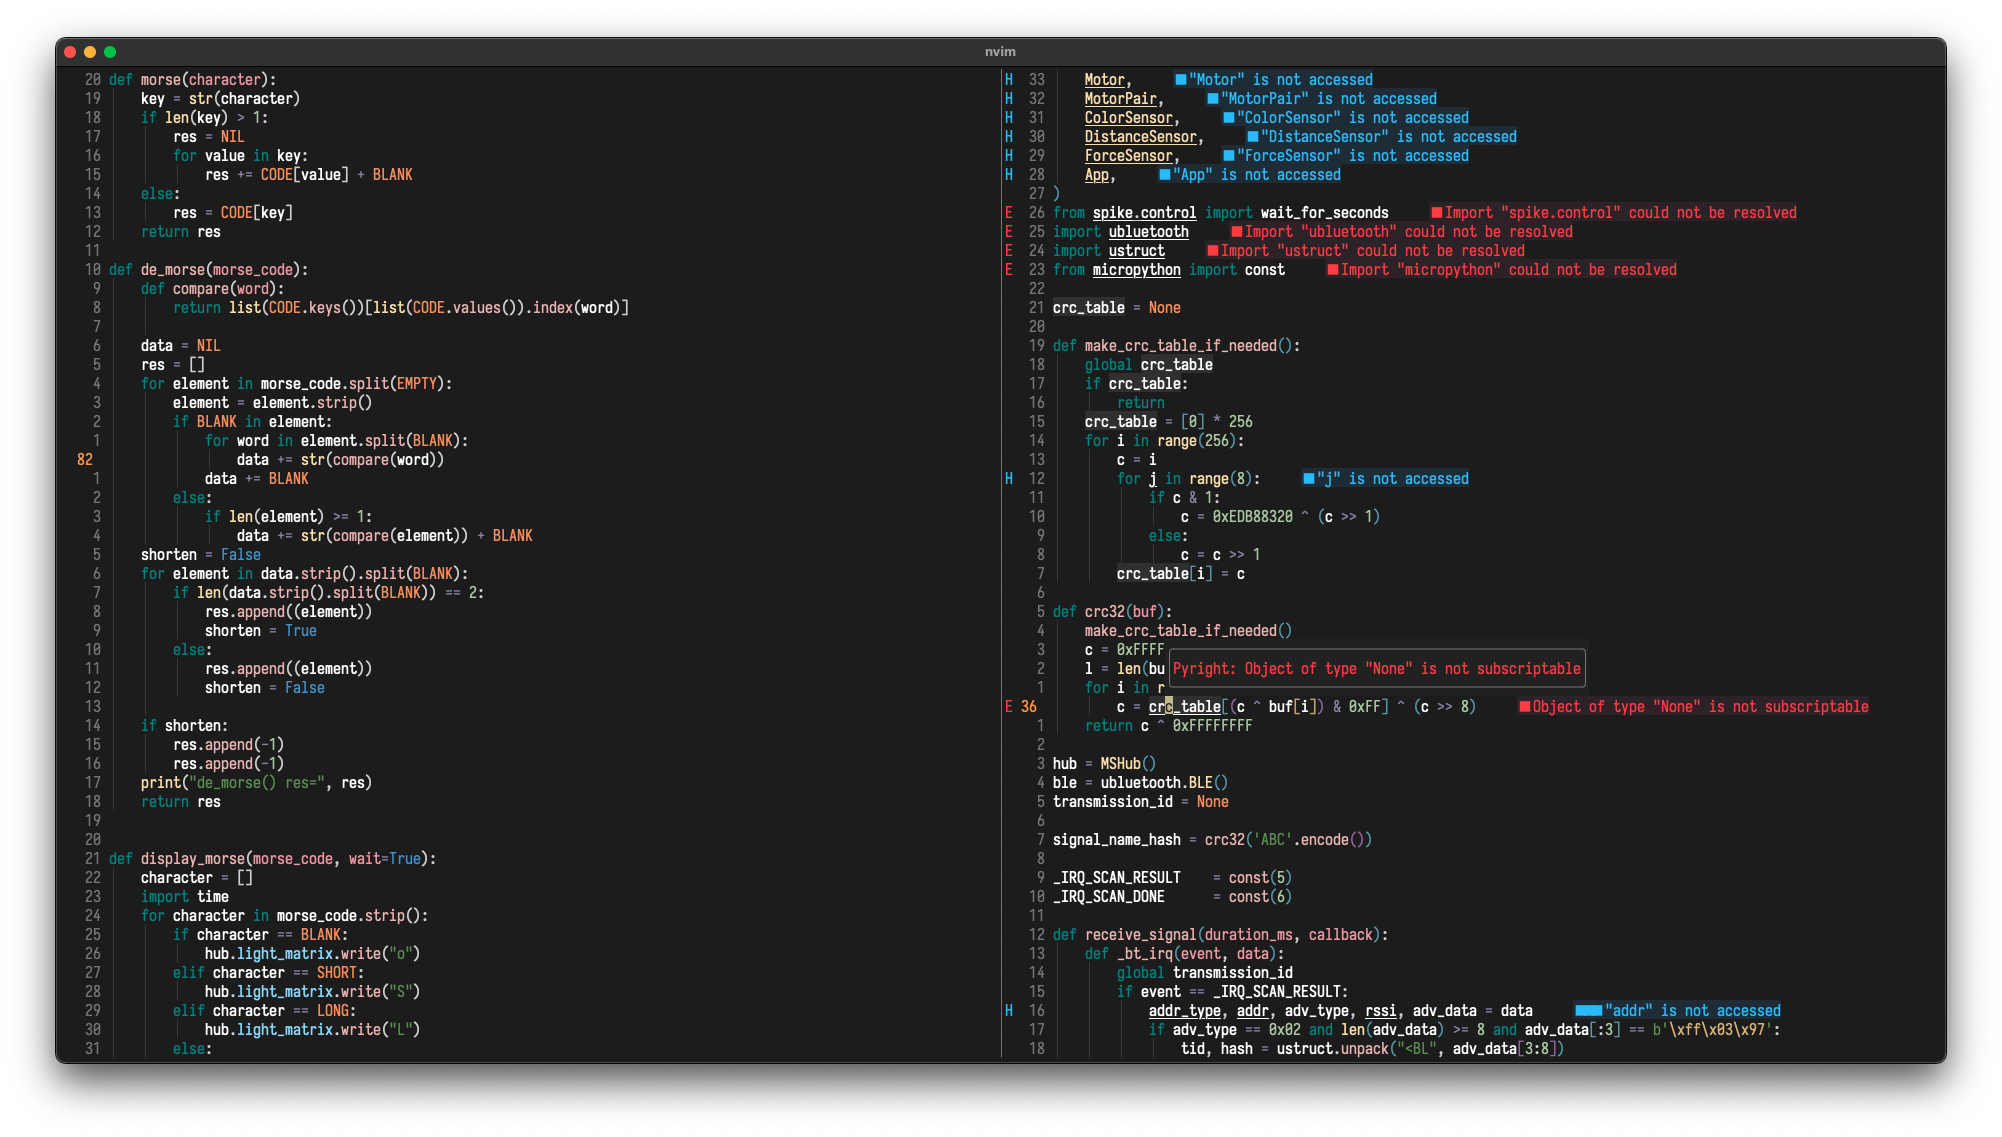 nvim
20 def morse(character):
19 key = str(character)
18 if len(key) > 1:
17 res = NIL
16 for value in key:
15 res += CODE[value] + BLANK
14 else:
13 res = CODE[key]
12 return res
11
10 def de_morse(morse_code):
9 def compare(word):
8 return list(CODE.keys())[list(CODE.values()).index(word)]
7
6 data = NIL
5 res = []
4 for element in morse_code.split(EMPTY):
3 element = element.strip()
2 if BLANK in element:
1 for word in element.split(BLANK):
82 data += str(compare(word))
1 data += BLANK
2 else:
3 if len(element) >= 1:
4 data += str(compare(element)) + BLANK
5 shorten = False
6 for element in data.strip().split(BLANK):
7 if len(data.strip().split(BLANK)) == 2:
8 res.append((element))
9 shorten = True
10 else:
11 res.append((element))
12 shorten = False
13
14 if shorten:
15 res.append(-1)
16 res.append(-1)
17 print("de_morse() res=", res)
18 return res
19
20
21 def display_morse(morse_code, wait=True):
22 character = []
23 import time
24 for character in morse_code.strip():
25 if character == BLANK:
26 hub.light_matrix.write("o")
27 elif character == SHORT:
28 hub.light_matrix.write("S")
29 elif character == LONG:
30 hub.light_matrix.write("L")
31 else:
H 33 Motor, ■"Motor" is not accessed
H 32 MotorPair, ■"MotorPair" is not accessed
H 31 ColorSensor, ■"ColorSensor" is not accessed
H 30 DistanceSensor, ■"DistanceSensor" is not accessed
H 29 ForceSensor, ■"ForceSensor" is not accessed
H 28 App, ■"App" is not accessed
27 )
E 26 from spike.control import wait_for_seconds ■Import "spike.control" could not be resolved
E 25 import ubluetooth ■Import "ubluetooth" could not be resolved
E 24 import ustruct ■Import "ustruct" could not be resolved
E 23 from micropython import const ■Import "micropython" could not be resolved
22
21 crc_table = None
20
19 def make_crc_table_if_needed():
18 global crc_table
17 if crc_table:
16 return
15 crc_table = [0] * 256
14 for i in range(256):
13 c = i
H 12 for j in range(8): ■"j" is not accessed
11 if c & 1:
10 c = 0xEDB88320 ^ (c >> 1)
9 else:
8 c = c >> 1
7 crc_table[i] = c
6
5 def crc32(buf):
4 make_crc_table_if_needed()
3 c = 0xFFFF
2 l = len(bu Pyright: Object of type "None" is not subscriptable
1 for i in r
E 36 c = crc_table[(c ^ buf[i]) & 0xFF] ^ (c >> 8) ■Object of type "None" is not subscriptable
1 return c ^ 0xFFFFFFFF
2
3 hub = MSHub()
4 ble = ubluetooth.BLE()
5 transmission_id = None
6
7 signal_name_hash = crc32('ABC'.encode())
8
9 _IRQ_SCAN_RESULT = const(5)
10 _IRQ_SCAN_DONE = const(6)
11
12 def receive_signal(duration_ms, callback):
13 def _bt_irq(event, data):
14 global transmission_id
15 if event == _IRQ_SCAN_RESULT:
H 16 addr_type, addr, adv_type, rssi, adv_data = data ■■■"addr" is not accessed
17 if adv_type == 0x02 and len(adv_data) >= 8 and adv_data[:3] == b'\xff\x03\x97':
18 tid, hash = ustruct.unpack("<BL", adv_data[3:8])